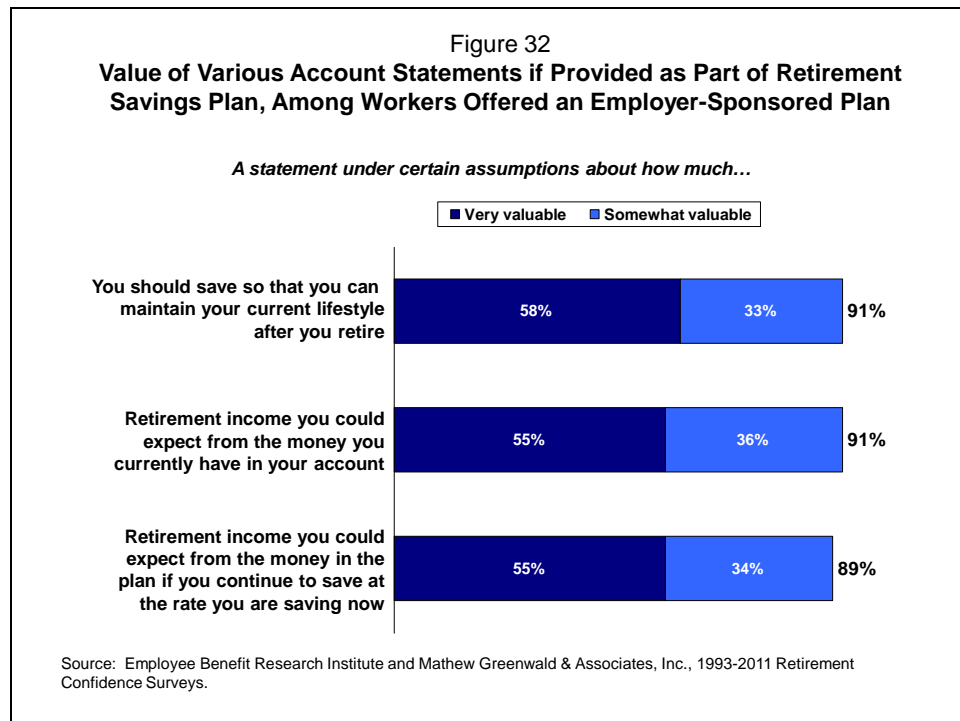 Figure 32
Value of Various Account Statements if Provided as Part of Retirement
Savings Plan, Among Workers Offered an Employer-Sponsored Plan
A statement under certain assumptions about how much…
Very valuable
Somewhat valuable
You should save so that you can
maintain your current lifestyle
after you retire
58%
33%
91%
Retirement income you could
expect from the money you
currently have in your account
55%
36%
91%
Retirement income you could
expect from the money in the
plan if you continue to save at
the rate you are saving now
55%
34%
89%
Source: Employee Benefit Research Institute and Mathew Greenwald & Associates, Inc., 1993-2011 Retirement
Confidence Surveys.